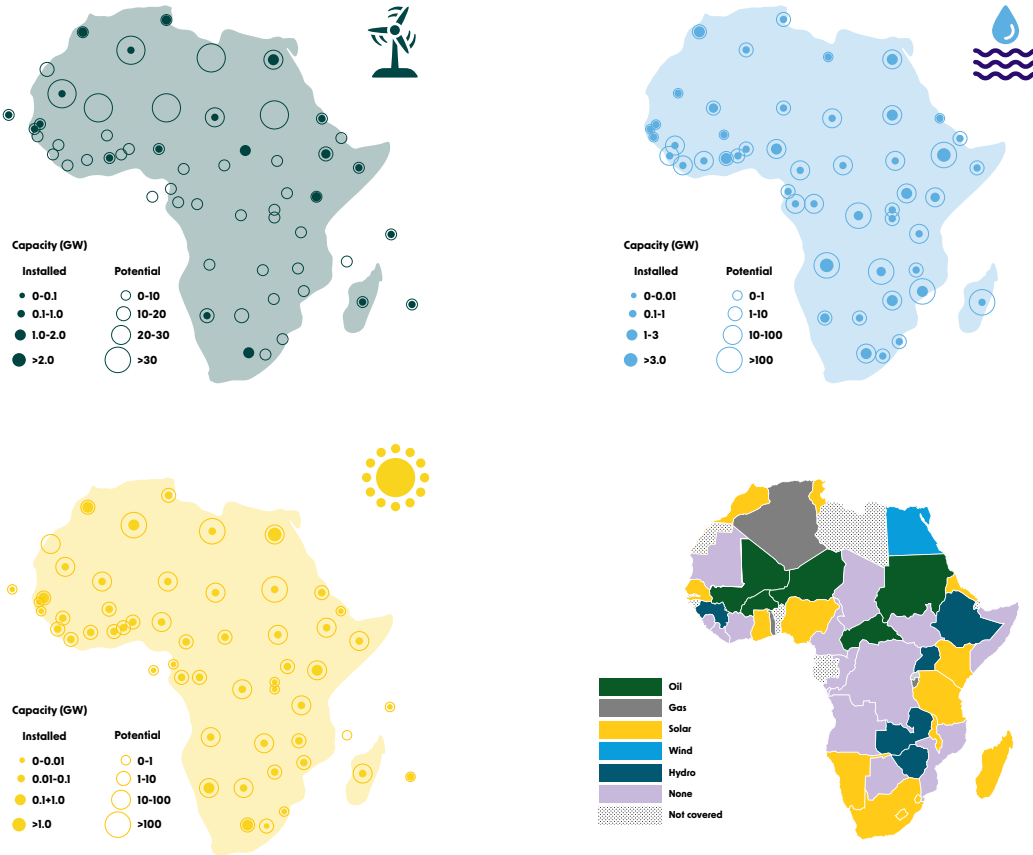 Capacity (GW)
Installed Potential
0-0.1 0-10
0.1-1.0 10-20
1.0-2.0 20-30
>2.0 >30
Capacity (GW)
Installed Potential
0-0.01 0-1
0.1-1 1-10
1-3 10-100
>3.0 >100
Capacity (GW)
Installed Potential
0-0.01 0-1
0.01-0.1 1-10
0.1+1.0 10-100
>1.0 >100
Oil
Gas
Solar
Wind
Hydro
None
Not covered